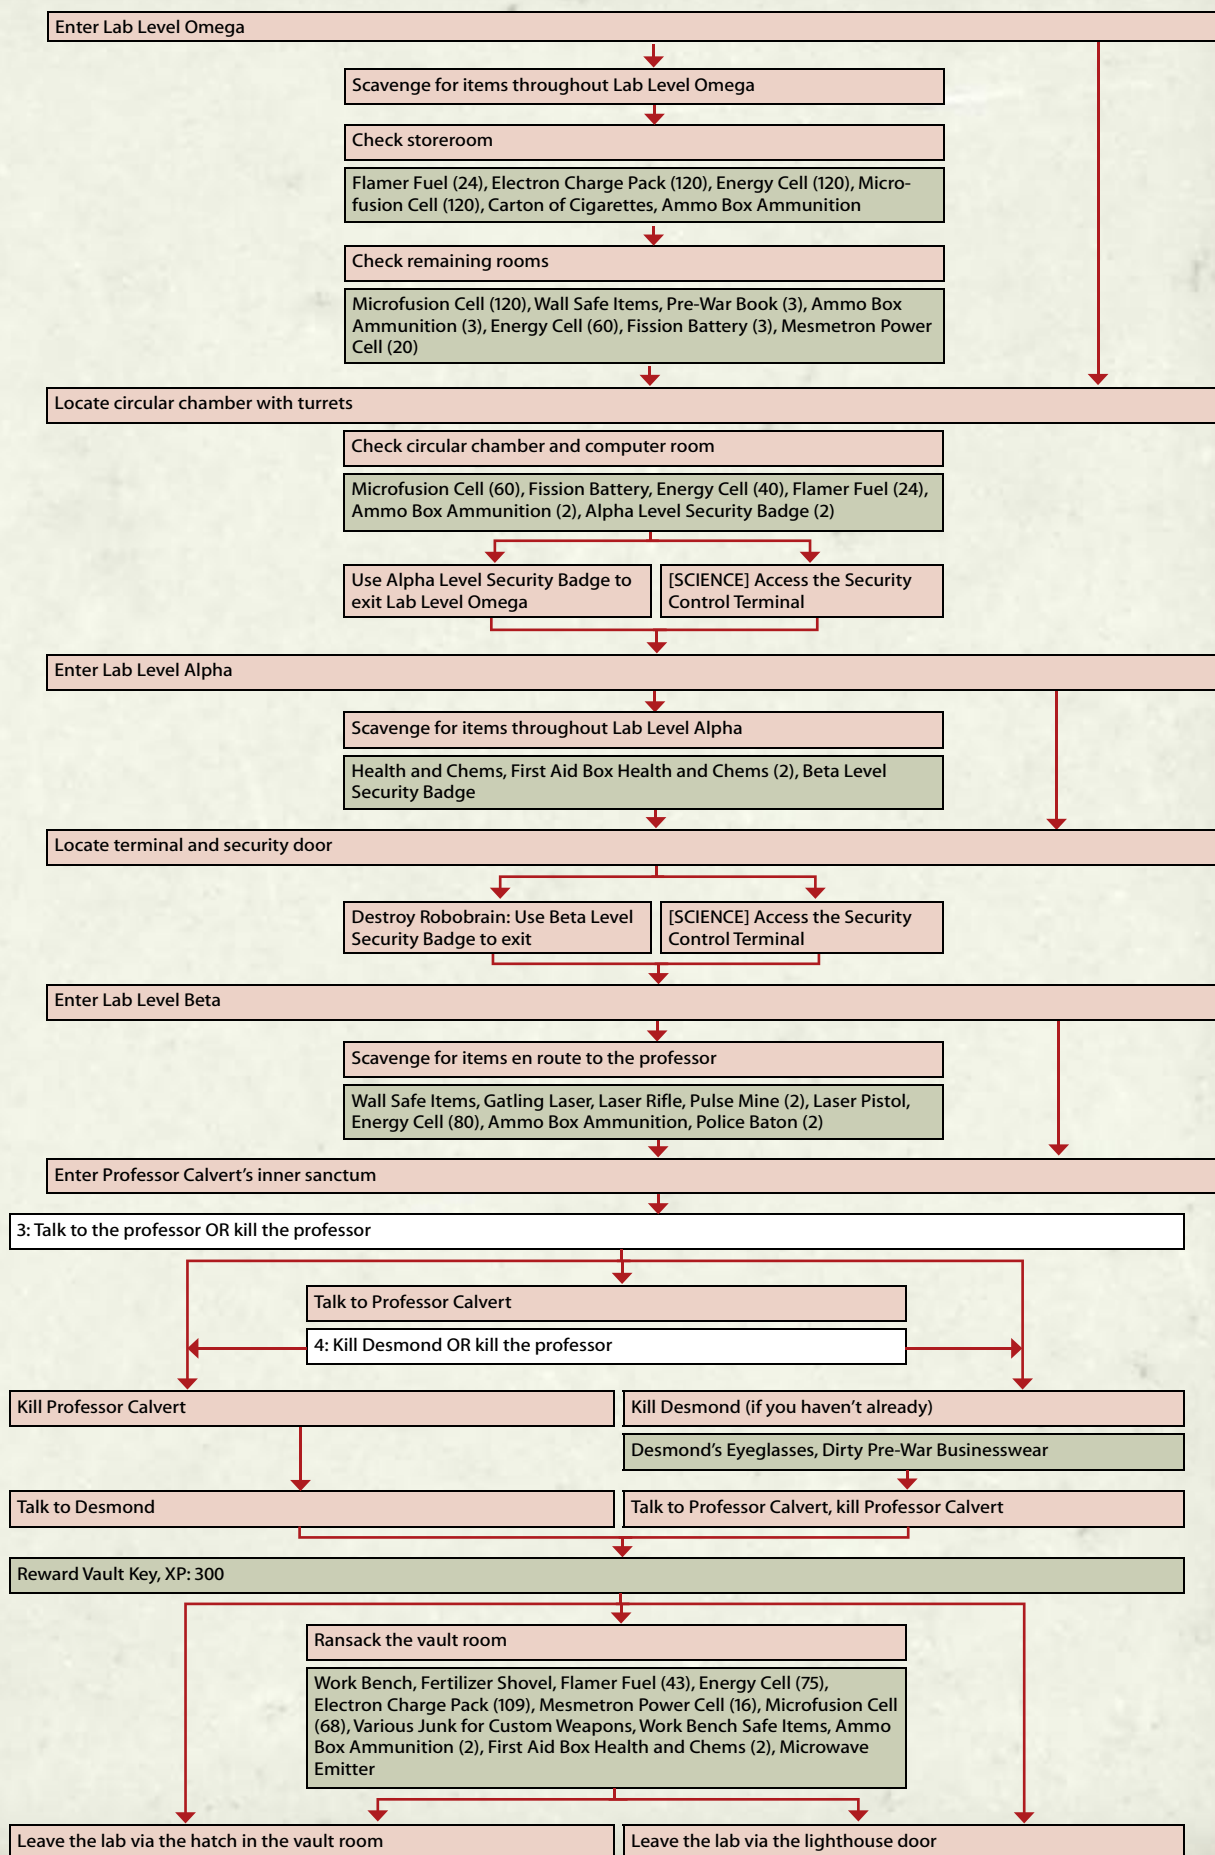 Enter Lab Level Omega
Scavenge for items throughout Lab Level Omega
Check storeroom
Flamer Fuel (24), Electron Charge Pack (120), Energy Cell (120), Micro-
fusion Cell (120), Carton of Cigarettes, Ammo Box Ammunition
Check remaining rooms
Microfusion Cell (120), Wall Safe Items, Pre-War Book (3), Ammo Box
Ammunition (3), Energy Cell (60), Fission Battery (3), Mesmetron Power
Cell (20)
Locate circular chamber with turrets
Check circular chamber and computer room
Microfusion Cell (60), Fission Battery, Energy Cell (40), Flamer Fuel (24),
Ammo Box Ammunition (2), Alpha Level Security Badge (2)
Use Alpha Level Security Badge to
exit Lab Level Omega
[SCIENCE] Access the Security
Control Terminal
Enter Lab Level Alpha
Scavenge for items throughout Lab Level Alpha
Health and Chems, First Aid Box Health and Chems (2), Beta Level
Security Badge
Locate terminal and security door
Destroy Robobrain: Use Beta Level
Security Badge to exit
[SCIENCE] Access the Security
Control Terminal
Enter Lab Level Beta
Scavenge for items en route to the professor
Wall Safe Items, Gatling Laser, Laser Rifle, Pulse Mine (2), Laser Pistol,
Energy Cell (80), Ammo Box Ammunition, Police Baton (2)
Enter Professor Calvert's inner sanctum
3: Talk to the professor OR kill the professor
Talk to Professor Calvert
4: Kill Desmond OR kill the professor
Kill Professor Calvert
Kill Desmond (if you haven't already)
Desmond's Eyeglasses, Dirty Pre-War Businesswear
Talk to Desmond
Talk to Professor Calvert, kill Professor Calvert
Reward Vault Key, XP: 300
Ransack the vault room
Work Bench, Fertilizer Shovel, Flamer Fuel (43), Energy Cell (75),
Electron Charge Pack (109), Mesmetron Power Cell (16), Microfusion Cell
(68), Various Junk for Custom Weapons, Work Bench Safe Items, Ammo
Box Ammunition (2), First Aid Box Health and Chems (2), Microwave
Emitter
Leave the lab via the hatch in the vault room
Leave the lab via the lighthouse door